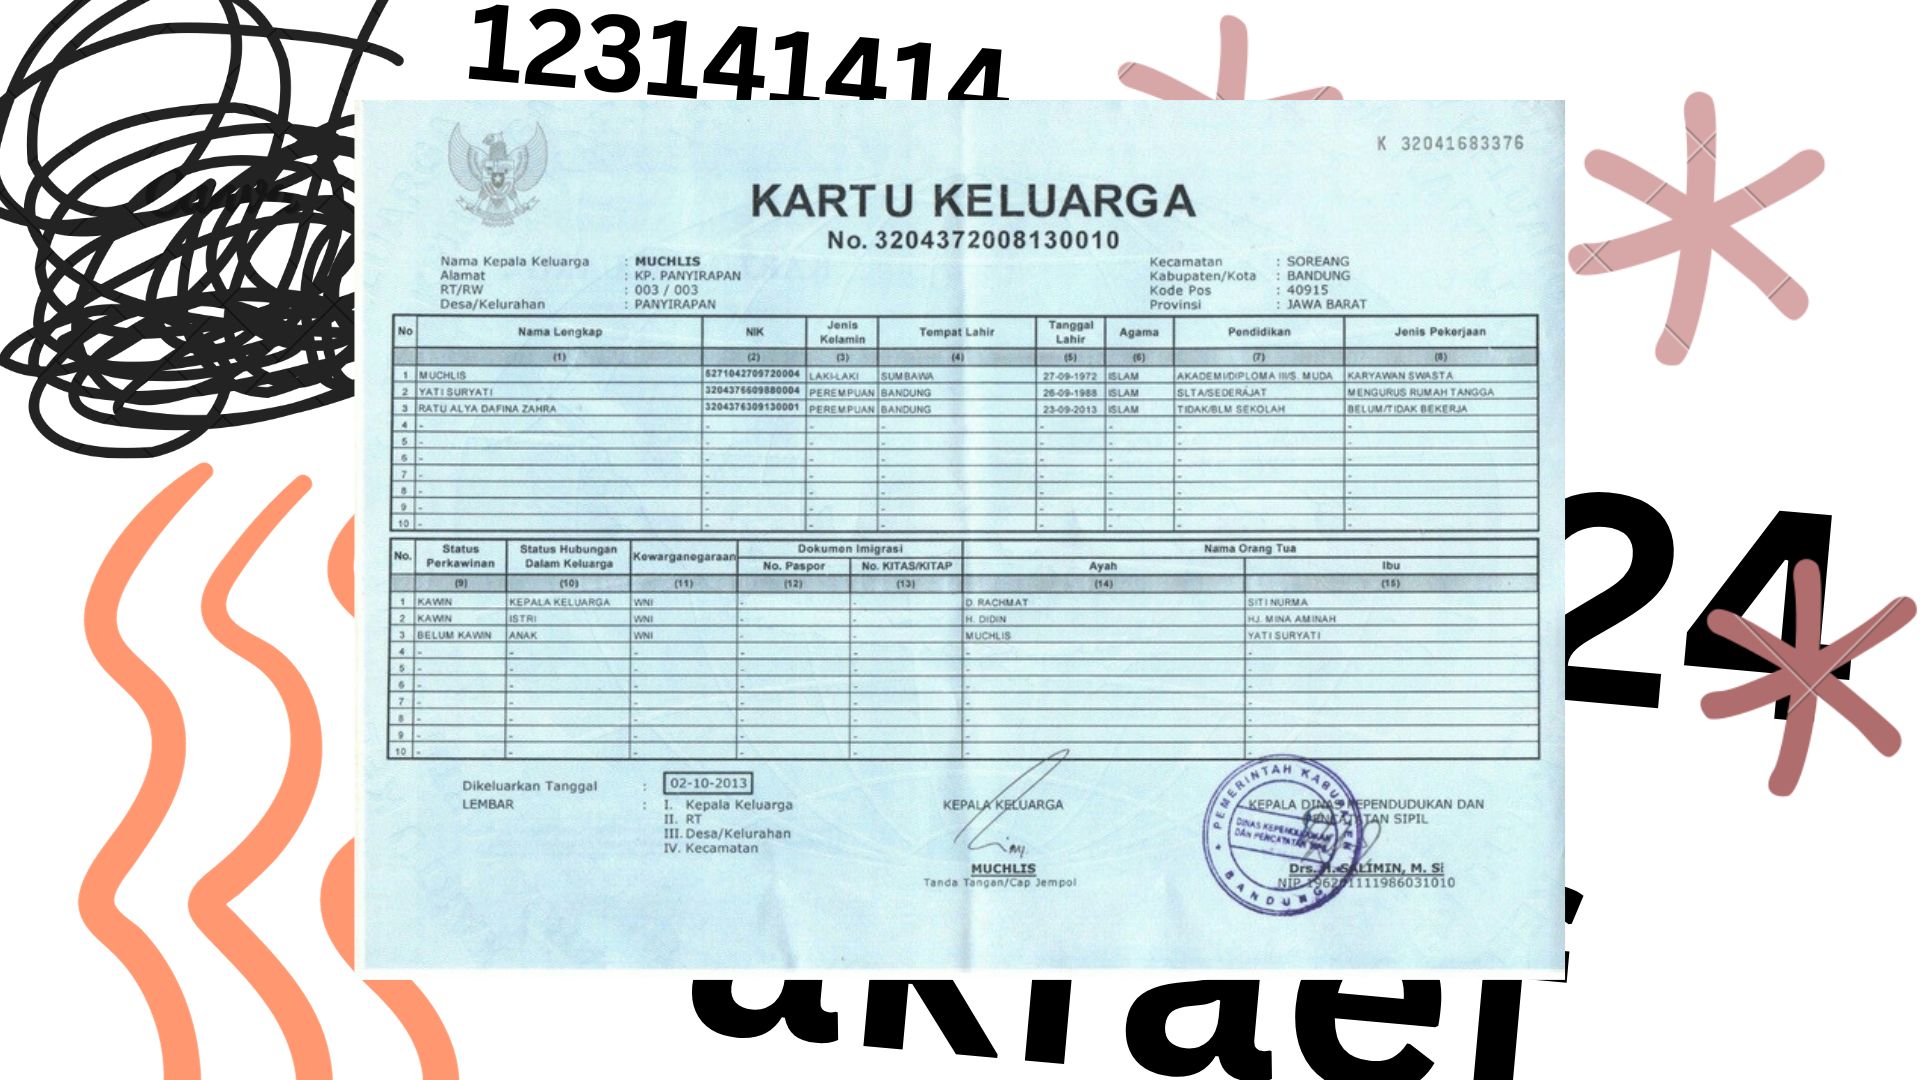 123141414
K 32041683376
KARTU KELUARGA
No. 3204372008130010
Nama Kepala Keluarga : MUCHLIS
Alamat : KP. PANYIRAPAN
RT/RW : 003 / 003
Desa/Kelurahan : PANYIRAPAN
Kecamatan : SOREANG
Kabupaten/Kota : BANDUNG
Kode Pos : 40915
Provinsi : JAWA BARAT
No Nama Lengkap NIK Jenis Kelamin Tempat Lahir Tanggal Lahir Agama Pendidikan Jenis Pekerjaan
(1) (2) (3) (4) (5) (6) (7) (8)
1 MUCHLIS 5271042709720004 LAKI-LAKI SUMBAWA 27-09-1972 ISLAM AKADEMI/DIPLOMA III/S. MUDA KARYAWAN SWASTA
2 YATI SURYATI 3204376609880004 PEREMPUAN BANDUNG 26-09-1988 ISLAM SLTA/SEDERAJAT MENGURUS RUMAH TANGGA
3 RATU ALYA DAFINA ZAHRA 3204376309130001 PEREMPUAN BANDUNG 23-09-2013 ISLAM TIDAK/BLM SEKOLAH BELUM/TIDAK BEKERJA
4 - - - - - - - -
5 - - - - - - - -
6 - - - - - - - -
7 - - - - - - - -
8 - - - - - - - -
9 - - - - - - - -
10 - - - - - - - -
No. Status Perkawinan Status Hubungan Dalam Keluarga Kewarganegaraan Dokumen Imigrasi Nama Orang Tua
No. Paspor No. KITAS/KITAP Ayah Ibu
(9) (10) (11) (12) (13) (14) (15)
1 KAWIN KEPALA KELUARGA WNI - - D. RACHMAT SITI NURMA
2 KAWIN ISTRI WNI - - H. DIDIN HJ. MINA AMINAH
3 BELUM KAWIN ANAK WNI - - MUCHLIS YATI SURYATI
4 - - - - - - -
5 - - - - - - -
6 - - - - - - -
7 - - - - - - -
8 - - - - - - -
9 - - - - - - -
10 - - - - - - -
Dikeluarkan Tanggal : 02-10-2013
LEMBAR : I. Kepala Keluarga
II. RT
III. Desa/Kelurahan
IV. Kecamatan
KEPALA KELUARGA
MUCHLIS
Tanda Tangan/Cap Jempol
KEPALA DINAS KEPENDUDUKAN DAN
PENCATATAN SIPIL
PEMERINTAH KABUPATEN
DINAS KEPENDUDUKAN
DAN PENCATATAN SIPIL
BANDUNG
Drs. H. SALIMIN, M. Si
NIP 196201111986031010
24